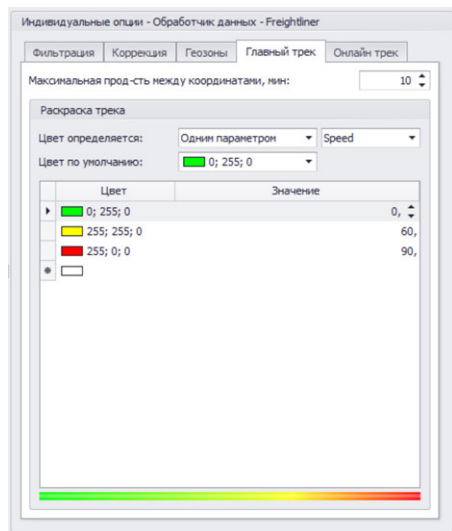 Индивидуальные опции - Обработчик данных - Freightliner
Фильтрация Коррекция Геозоны Главный трек Онлайн трек
Максимальная прод-сть между координатами, мин: 10
Раскраска трека
Цвет определяется: Одним параметром Speed
Цвет по умолчанию: 0; 255; 0
Цвет Значение
0; 255; 0 0,
255; 255; 0 60,
255; 0; 0 90,